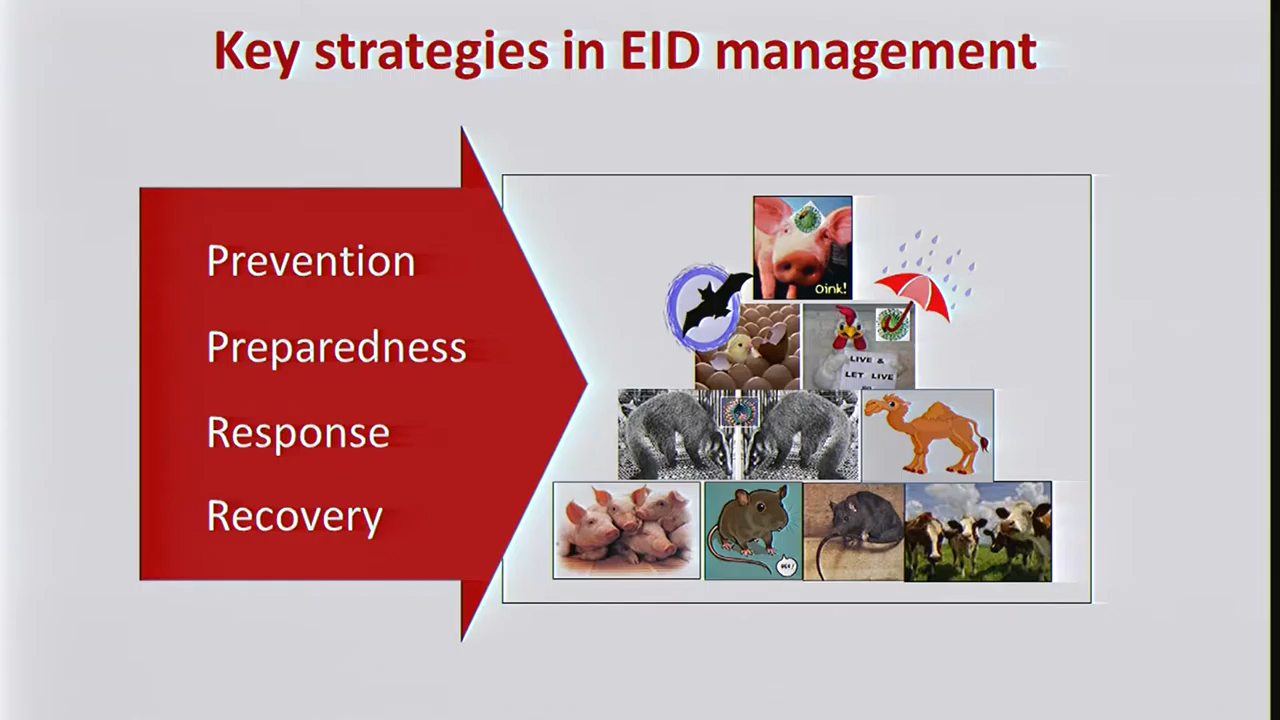 Key strategies in EID management
Prevention
Preparedness
Response
Recovery
Oink!
LIVE &
LET LIVE